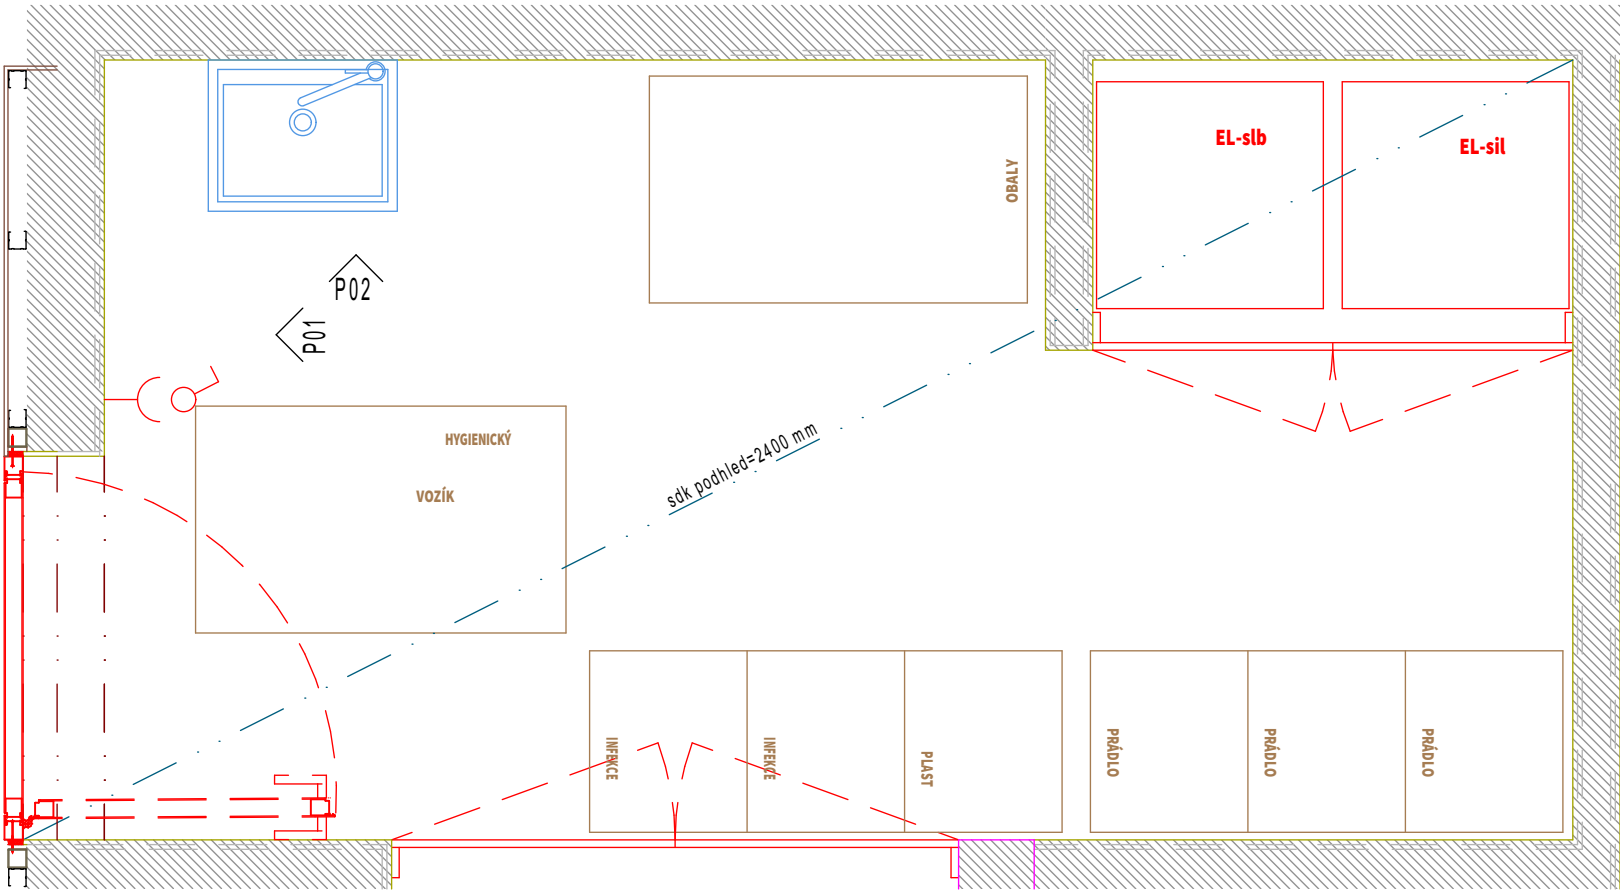 EL-slb
EL-sil
OBALY
P02
P01
HYGIENICKÝ
VOZÍK
sdk podhled=2400 mm
INFEKCE
INFEKCE
PLAST
PRÁDLO
PRÁDLO
PRÁDLO